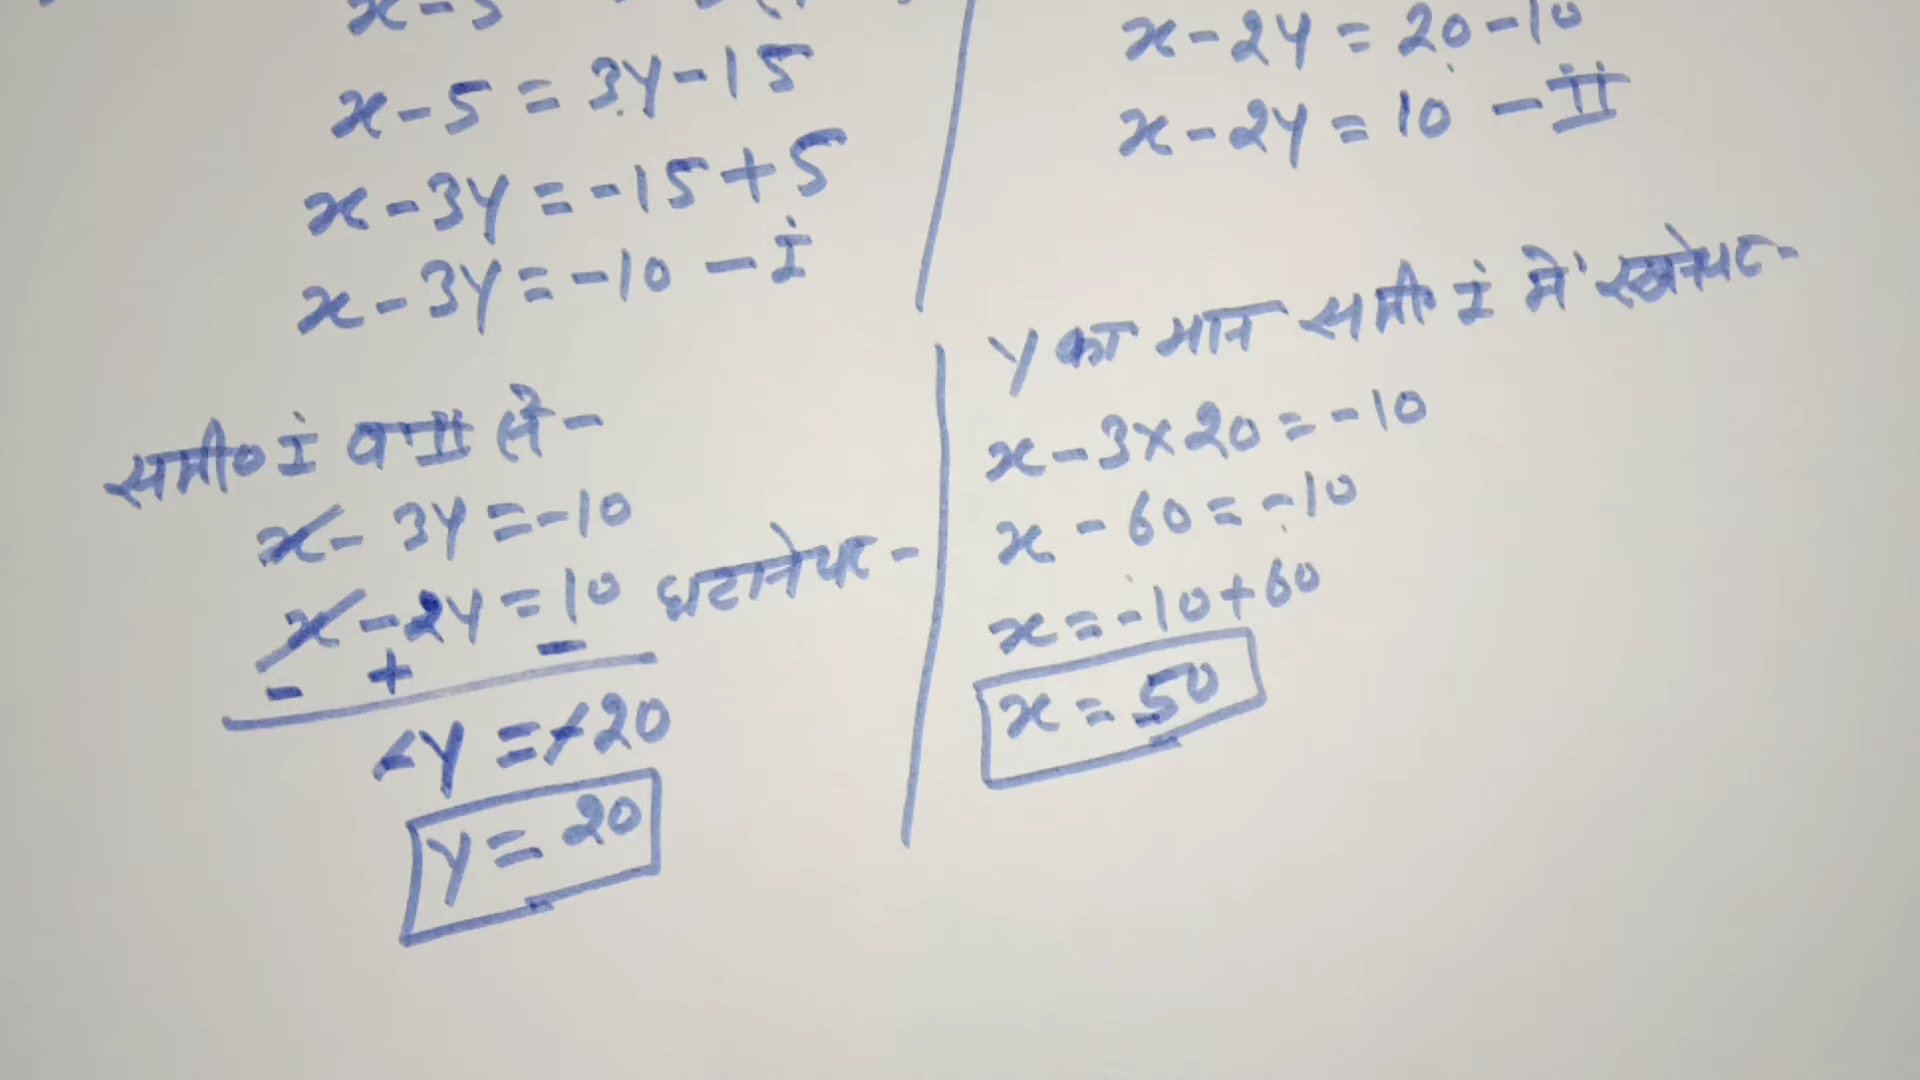 x-5
x-5=3y-15
x-3y=-15+5
x-3y=-10 -I
x-2y=20-10
x-2y=10 -II
समी० I व II से-
x-3y=-10
x-2y=10 घटाने पर-
- + -
-y=-20
y=20
y का मान समी० I में रखने पर-
x-3×20=-10
x-60=-10
x=-10+60
x=50